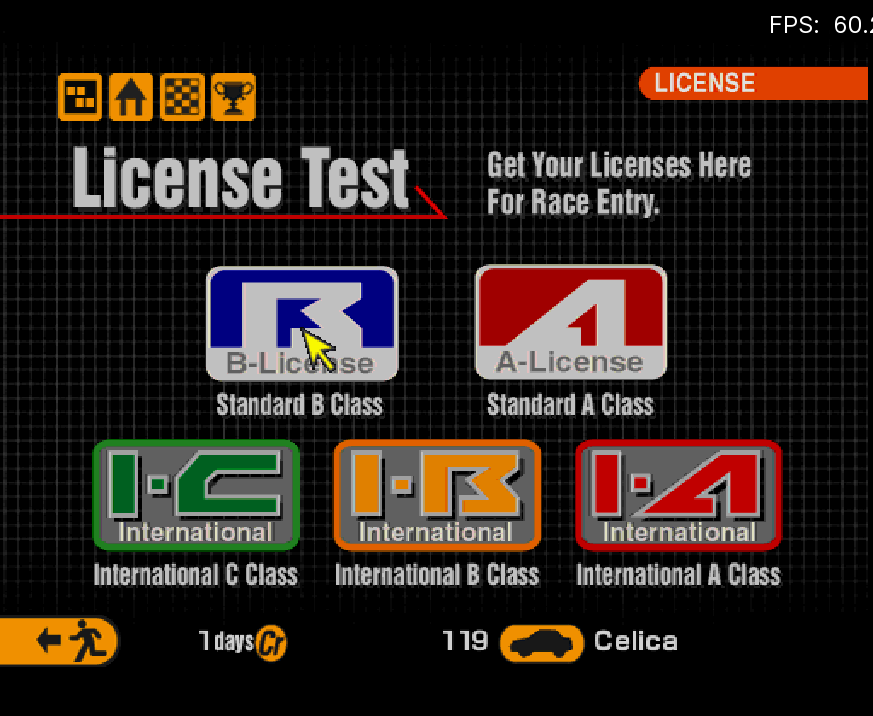 FPS: 60.2
LICENSE
License Test
Get Your Licenses Here
For Race Entry.
B
B-License
A
A-License
Standard B Class
Standard A Class
I·C
International
I·B
International
I·A
International
International C Class
International B Class
International A Class
1 days Cr
119
Celica